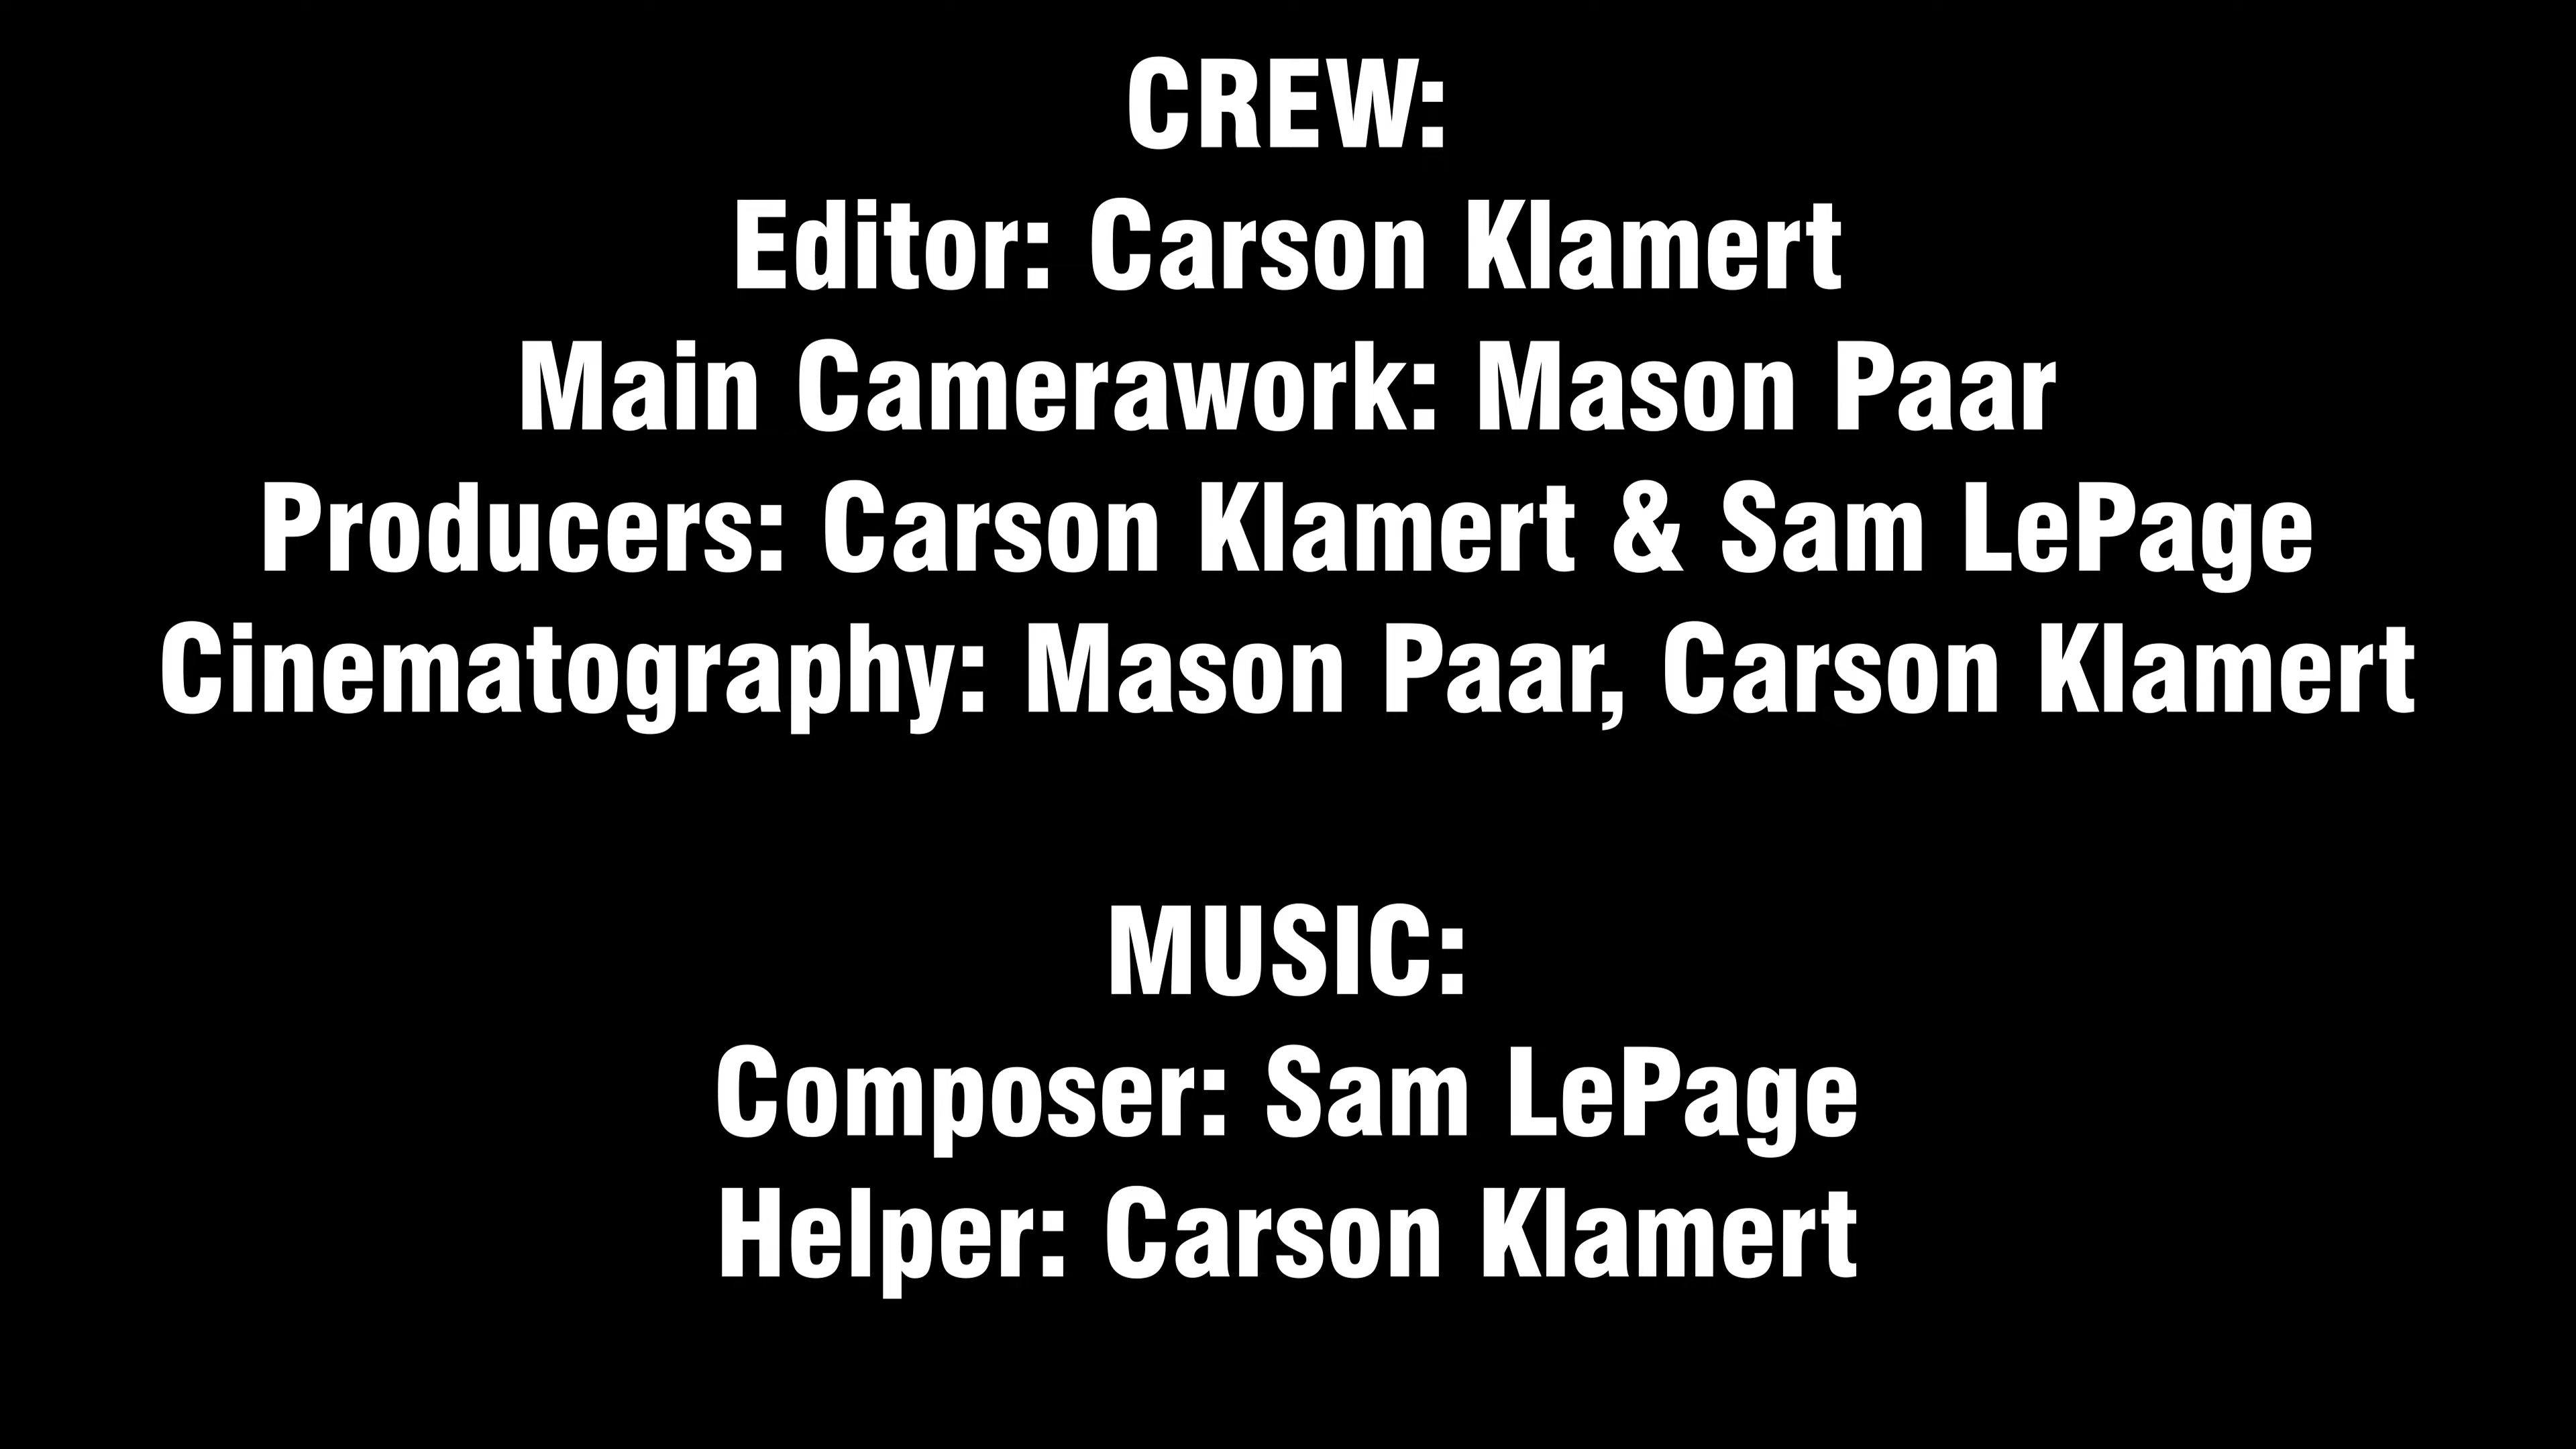 CREW:
Editor: Carson Klamert
Main Camerawork: Mason Paar
Producers: Carson Klamert & Sam LePage
Cinematography: Mason Paar, Carson Klamert
MUSIC:
Composer: Sam LePage
Helper: Carson Klamert